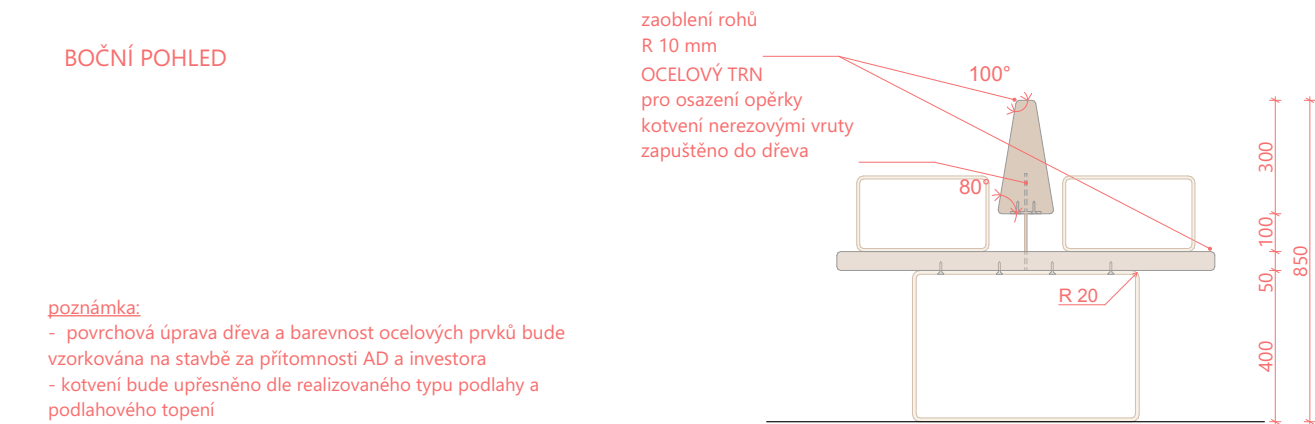 BOČNÍ POHLED
zaoblení rohů
R 10 mm
OCELOVÝ TRN
pro osazení opěrky
kotvení nerezovými vruty
zapuštěno do dřeva
100°
80°
R 20
300
100
50
400
850
poznámka:
- povrchová úprava dřeva a barevnost ocelových prvků bude
vzorkována na stavbě za přítomnosti AD a investora
- kotvení bude upřesněno dle realizovaného typu podlahy a
podlahového topení